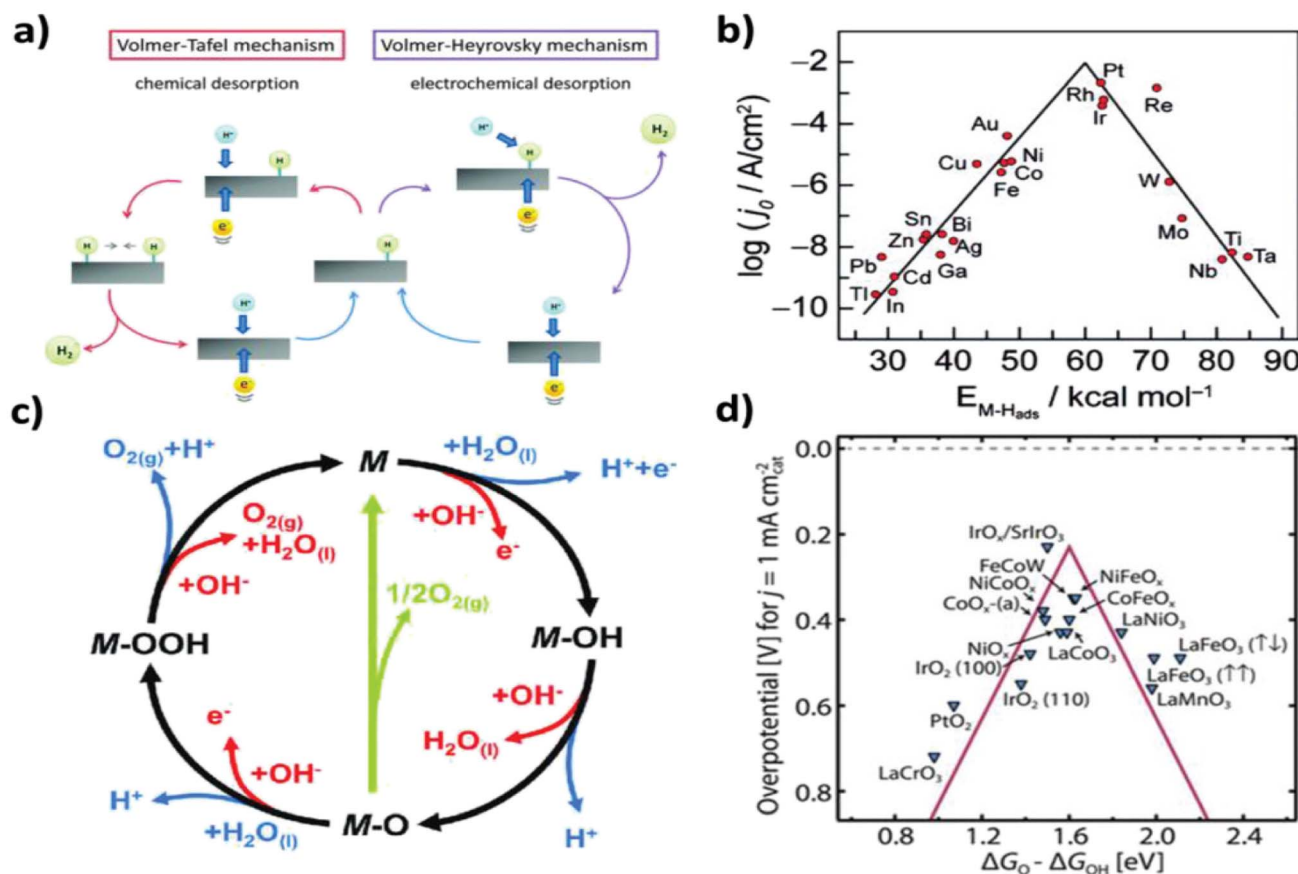 a)
Volmer-Tafel mechanism
Volmer-Heyrovsky mechanism
chemical desorption
electrochemical desorption
H⁺
H
e⁻
H⁺
H
e⁻
H₂
H
H
H
H₂
H⁺
e⁻
H⁺
e⁻
b)
log (j₀ / A/cm²)
−2
−4
−6
−8
−10
Pt
Rh
Ir
Re
Au
Cu
Ni
Co
Fe
W
Sn
Bi
Mo
Zn
Ag
Ti
Pb
Ga
Ta
Cd
Nb
Tl
In
30 40 50 60 70 80 90
E_M-H_ads / kcal mol⁻¹
c)
O₂(g)+H⁺
M
+H₂O(l)
H⁺+e⁻
+OH⁻
e⁻
O₂(g)
+H₂O(l)
+OH⁻
1/2O₂(g)
M-OOH
M-OH
e⁻
+OH⁻
H₂O(l)
H⁺
+OH⁻
+H₂O(l)
M-O
H⁺
d)
Overpotential [V] for j = 1 mA cm⁻²cat
0.0
0.2
0.4
0.6
0.8
IrOₓ/SrIrO₃
FeCoW
NiFeOₓ
NiCoOₓ
CoFeOₓ
CoOₓ-(a)
LaNiO₃
NiOₓ
LaFeO₃ (↑↓)
IrO₂ (100)
LaCoO₃
LaFeO₃ (↑↑)
IrO₂ (110)
LaMnO₃
PtO₂
LaCrO₃
0.8 1.2 1.6 2.0 2.4
ΔG_O - ΔG_OH [eV]